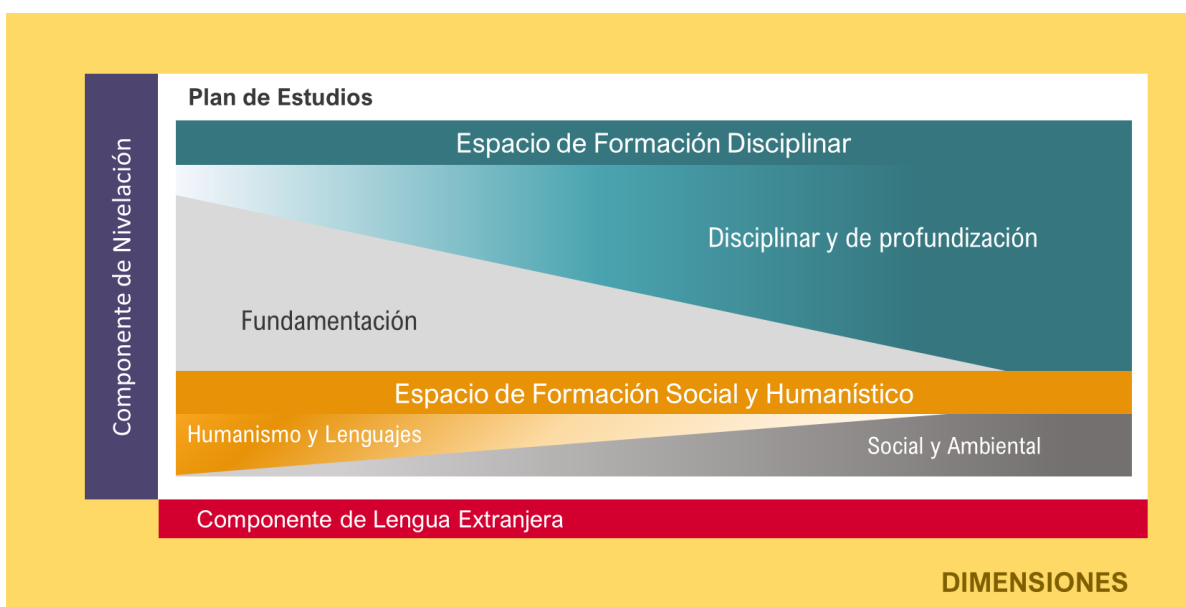 Componente de Nivelación
Plan de Estudios
Espacio de Formación Disciplinar
Disciplinar y de profundización
Fundamentación
Espacio de Formación Social y Humanístico
Humanismo y Lenguajes
Social y Ambiental
Componente de Lengua Extranjera
DIMENSIONES